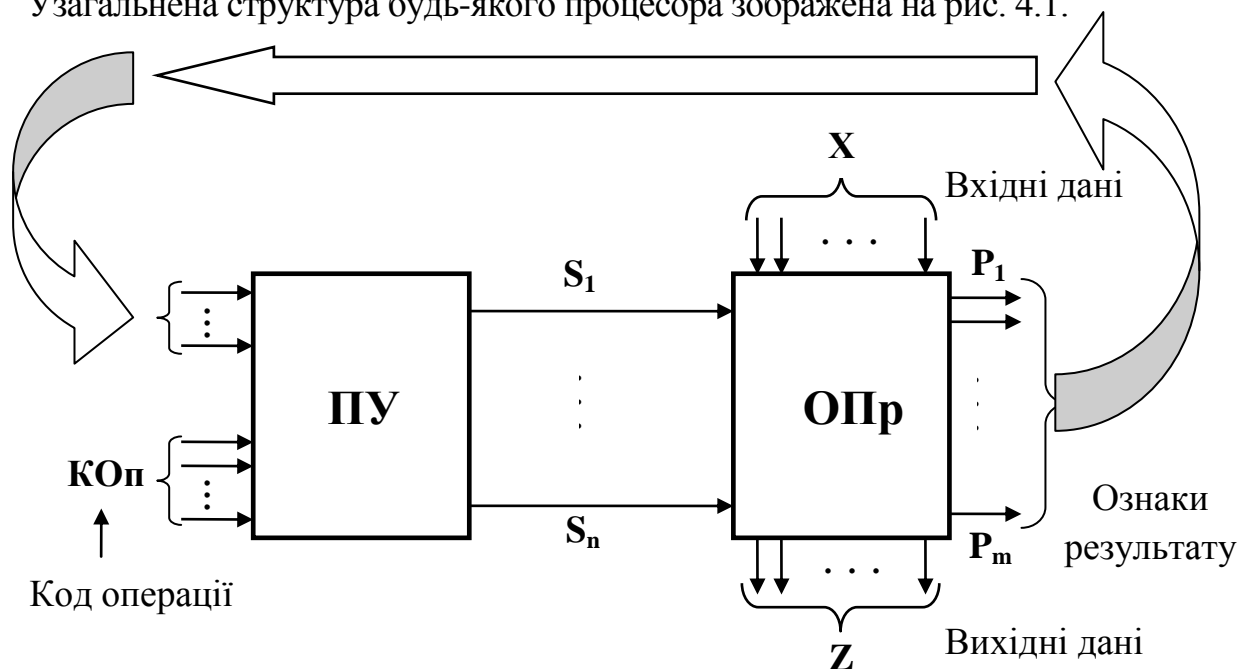 Узагальнена структура будь-якого процесора зображена на рис. 4.1.
X
Вхідні дані
. . .
S1
P1
ПУ
ОПр
КОп
Sn
Pm
Ознаки
результату
Код операції
. . .
Z
Вихідні дані